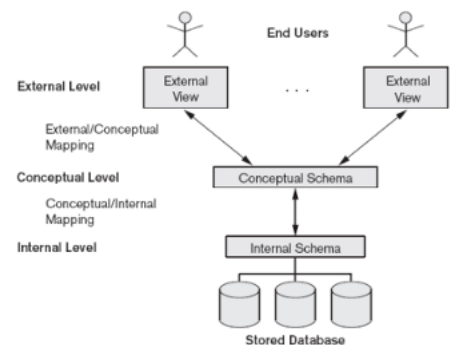 End Users
External Level
External
View
. . .
External
View
External/Conceptual
Mapping
Conceptual Level
Conceptual Schema
Conceptual/Internal
Mapping
Internal Level
Internal Schema
Stored Database